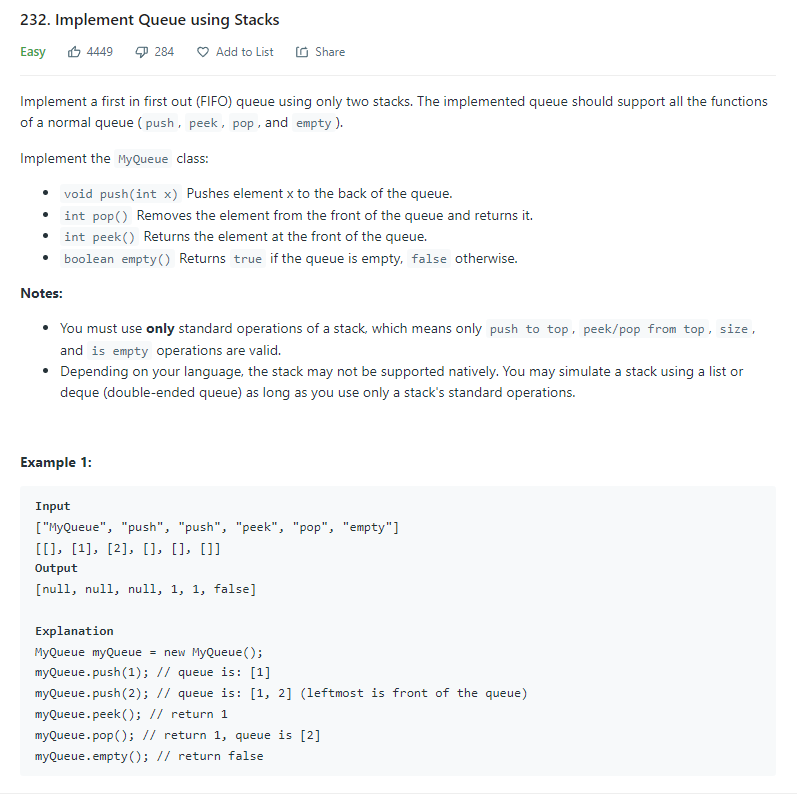 232. Implement Queue using Stacks
Easy 4449 284 Add to List Share
Implement a first in first out (FIFO) queue using only two stacks. The implemented queue should support all the functions
of a normal queue ( push , peek , pop , and empty ).
Implement the MyQueue class:
• void push(int x) Pushes element x to the back of the queue.
• int pop() Removes the element from the front of the queue and returns it.
• int peek() Returns the element at the front of the queue.
• boolean empty() Returns true if the queue is empty, false otherwise.
Notes:
• You must use only standard operations of a stack, which means only push to top , peek/pop from top , size ,
and is empty operations are valid.
• Depending on your language, the stack may not be supported natively. You may simulate a stack using a list or
deque (double-ended queue) as long as you use only a stack's standard operations.
Example 1:
Input
["MyQueue", "push", "push", "peek", "pop", "empty"]
[[], [1], [2], [], [], []]
Output
[null, null, null, 1, 1, false]
Explanation
MyQueue myQueue = new MyQueue();
myQueue.push(1); // queue is: [1]
myQueue.push(2); // queue is: [1, 2] (leftmost is front of the queue)
myQueue.peek(); // return 1
myQueue.pop(); // return 1, queue is [2]
myQueue.empty(); // return false